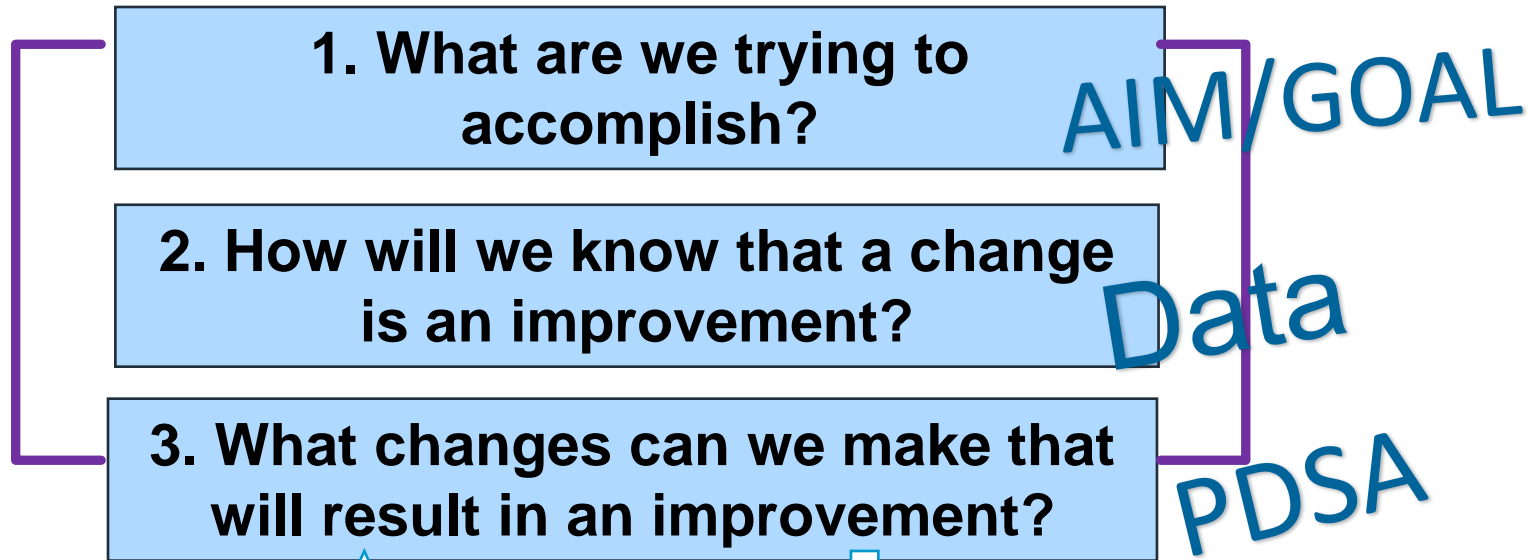 1. What are we trying to
accomplish?
AIM/GOAL
2. How will we know that a change
is an improvement?
Data
3. What changes can we make that
will result in an improvement?
PDSA